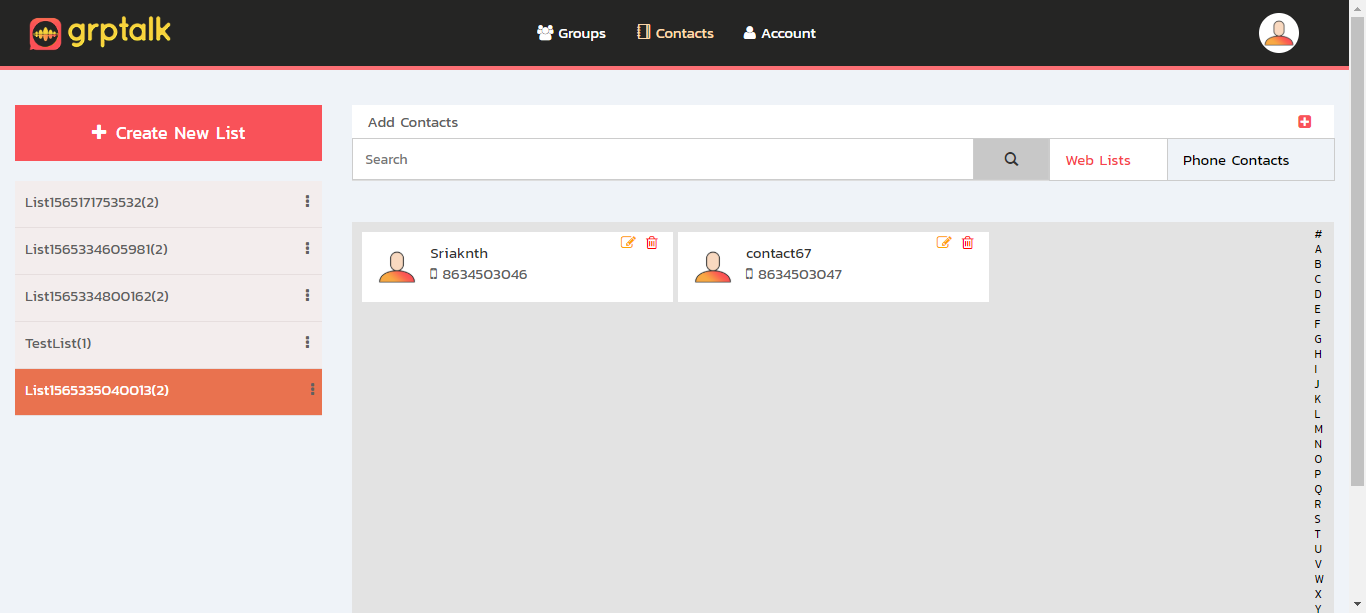 grptalk
Groups
Contacts
Account
Create New List
List1565171753532(2)
List1565334605981(2)
List1565334800162(2)
TestList(1)
List1565335040013(2)
Add Contacts
Search
Web Lists
Phone Contacts
Sriaknth
8634503046
contact67
8634503047
#
A
B
C
D
E
F
G
H
I
J
K
L
M
N
O
P
Q
R
S
T
U
V
W
X
Y